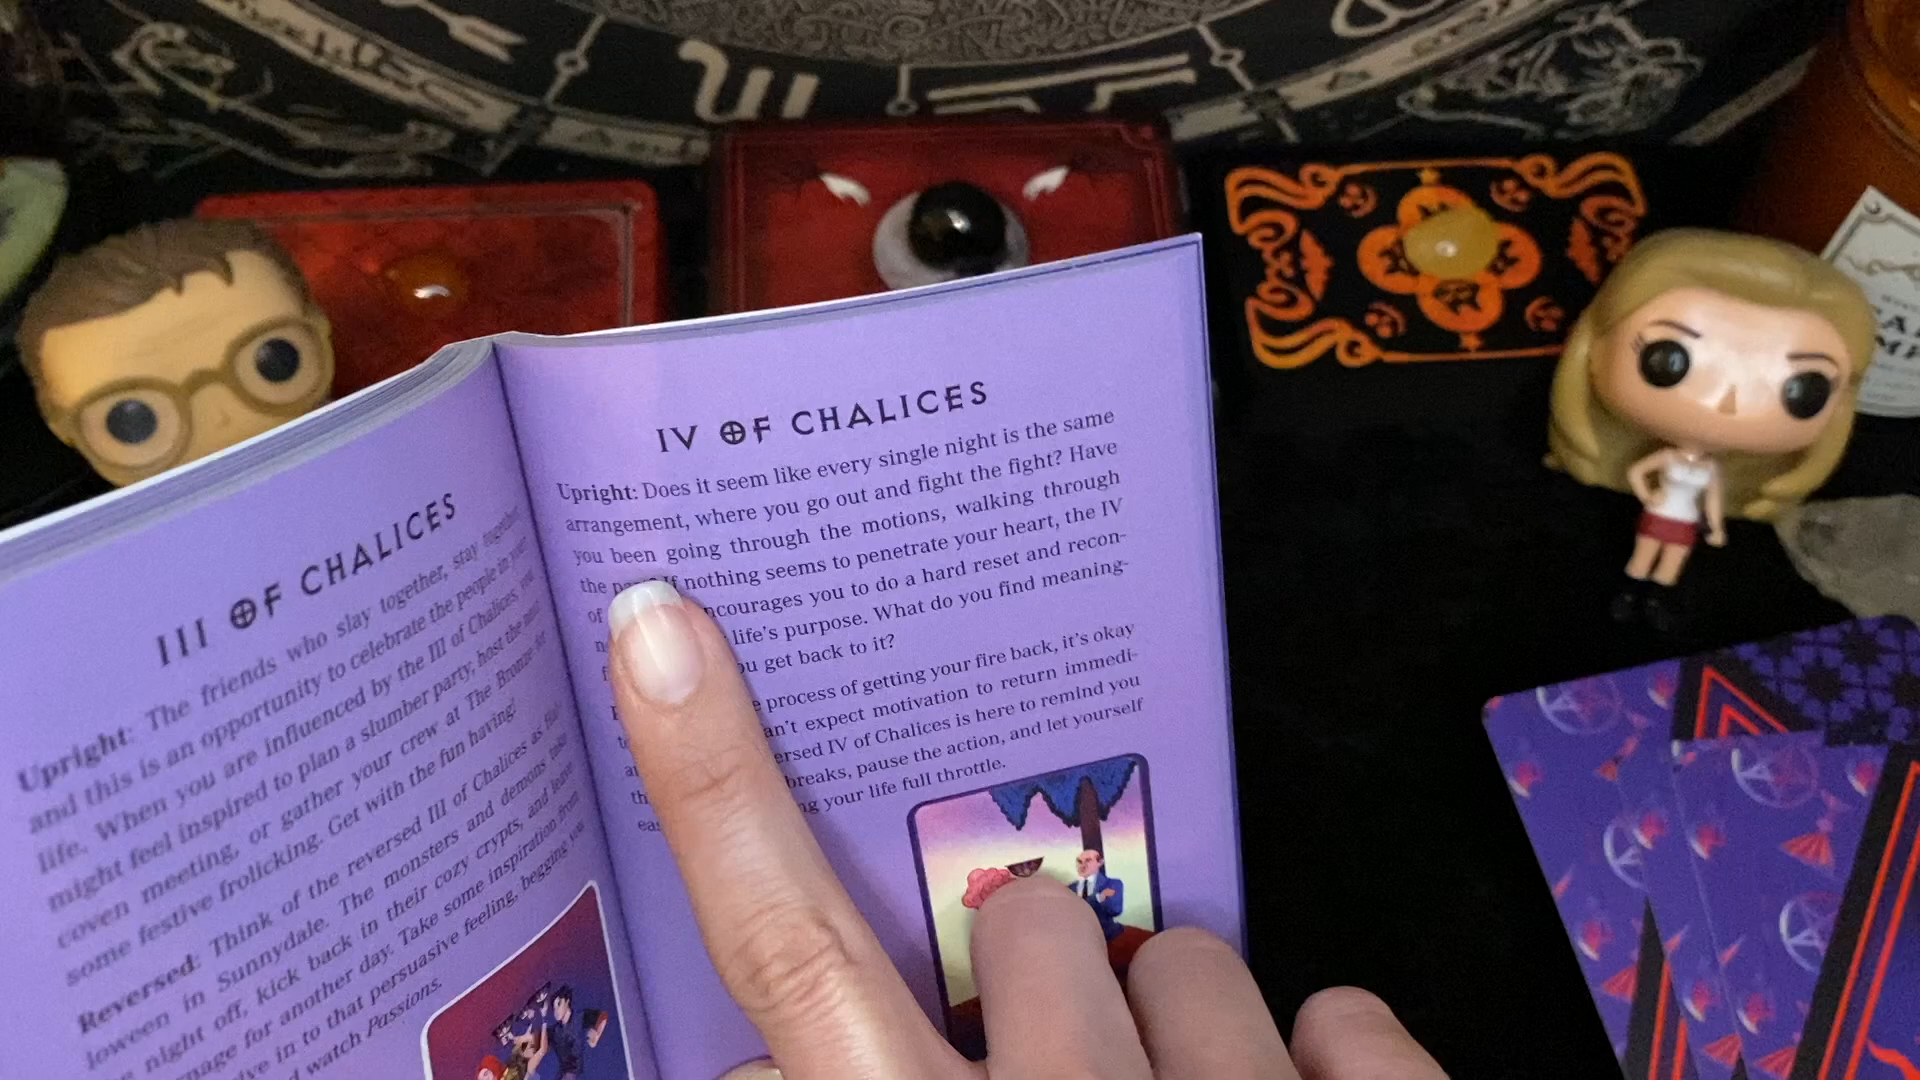 III OF CHALICES
Upright: The friends who slay together, stay together,
and this is an opportunity to celebrate the people in your
life. When you are influenced by the III of Chalices, you
might feel inspired to plan a slumber party, host the next
coven meeting, or gather your crew at The Bronze for
some festive frolicking. Get with the fun having!
Reversed: Think of the reversed III of Chalices as Hal-
loween in Sunnydale. The monsters and demons take
night off, kick back in their cozy crypts, and leave
for another day. Take some inspiration from
in to that persuasive feeling, begging you
watch Passions.
IV OF CHALICES
Upright: Does it seem like every single night is the same
arrangement, where you go out and fight the fight? Have
you been going through the motions, walking through
the If nothing seems to penetrate your heart, the IV
of encourages you to do a hard reset and recon-
life's purpose. What do you find meaning-
you get back to it?
process of getting your fire back, it's okay
can't expect motivation to return immedi-
reversed IV of Chalices is here to remind you
breaks, pause the action, and let yourself
your life full throttle.